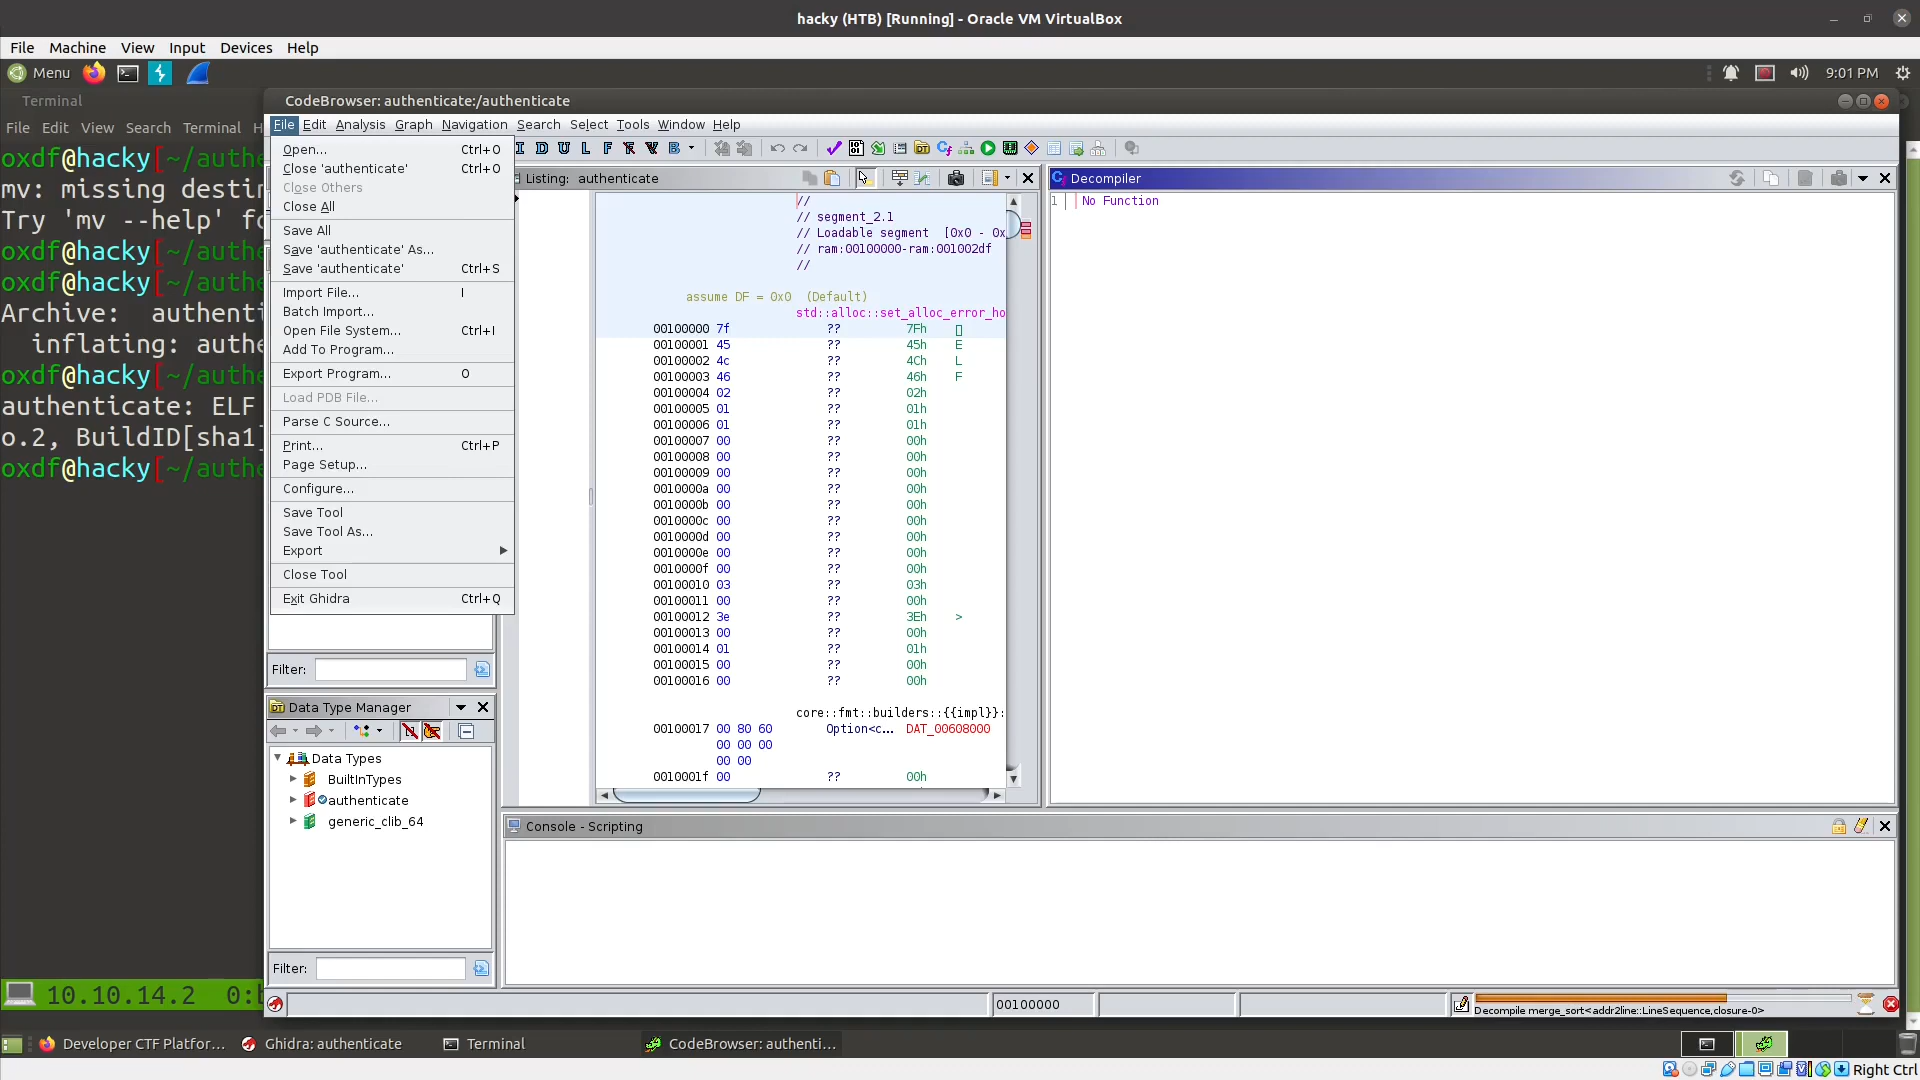 hacky (HTB) [Running] - Oracle VM VirtualBox
File Machine View Input Devices Help
Menu
9:01 PM
Terminal
CodeBrowser: authenticate:/authenticate
File Edit View Search Terminal H
File Edit Analysis Graph Navigation Search Select Tools Window Help
I D U L F B
oxdf@hacky[~/authe
mv: missing destin
Try 'mv --help' fo
oxdf@hacky[~/authe
oxdf@hacky[~/authe
Archive:  authenti
inflating: authe
oxdf@hacky[~/authe
authenticate: ELF
o.2, BuildID[sha1]
oxdf@hacky[~/authe
10.10.14.2 0:b
Open... Ctrl+O
Close 'authenticate' Ctrl+O
Close Others
Close All
Save All
Save 'authenticate' As...
Save 'authenticate' Ctrl+S
Import File... I
Batch Import...
Open File System... Ctrl+I
Add To Program...
Export Program... O
Load PDB File...
Parse C Source...
Print... Ctrl+P
Page Setup...
Configure...
Save Tool
Save Tool As...
Export
Close Tool
Exit Ghidra Ctrl+Q
Filter:
Data Type Manager
Data Types
BuiltInTypes
authenticate
generic_clib_64
Filter:
Listing: authenticate
//
// segment_2.1
// Loadable segment [0x0 - 0x
// ram:00100000-ram:001002df
//
assume DF = 0x0 (Default)
std::alloc::set_alloc_error_ho
00100000 7f ?? 7Fh
00100001 45 ?? 45h E
00100002 4c ?? 4Ch L
00100003 46 ?? 46h F
00100004 02 ?? 02h
00100005 01 ?? 01h
00100006 01 ?? 01h
00100007 00 ?? 00h
00100008 00 ?? 00h
00100009 00 ?? 00h
0010000a 00 ?? 00h
0010000b 00 ?? 00h
0010000c 00 ?? 00h
0010000d 00 ?? 00h
0010000e 00 ?? 00h
0010000f 00 ?? 00h
00100010 03 ?? 03h
00100011 00 ?? 00h
00100012 3e ?? 3Eh >
00100013 00 ?? 00h
00100014 01 ?? 01h
00100015 00 ?? 00h
00100016 00 ?? 00h
core::fmt::builders::{{impl}}:
00100017 00 80 60 Option<c... DAT_00608000
00 00 00
00 00
0010001f 00 ?? 00h
Decompiler
1 No Function
Console - Scripting
00100000
Decompile merge_sort<addr2line::LineSequence,closure-0>
Developer CTF Platfor...
Ghidra: authenticate
Terminal
CodeBrowser: authenti...
Right Ctrl